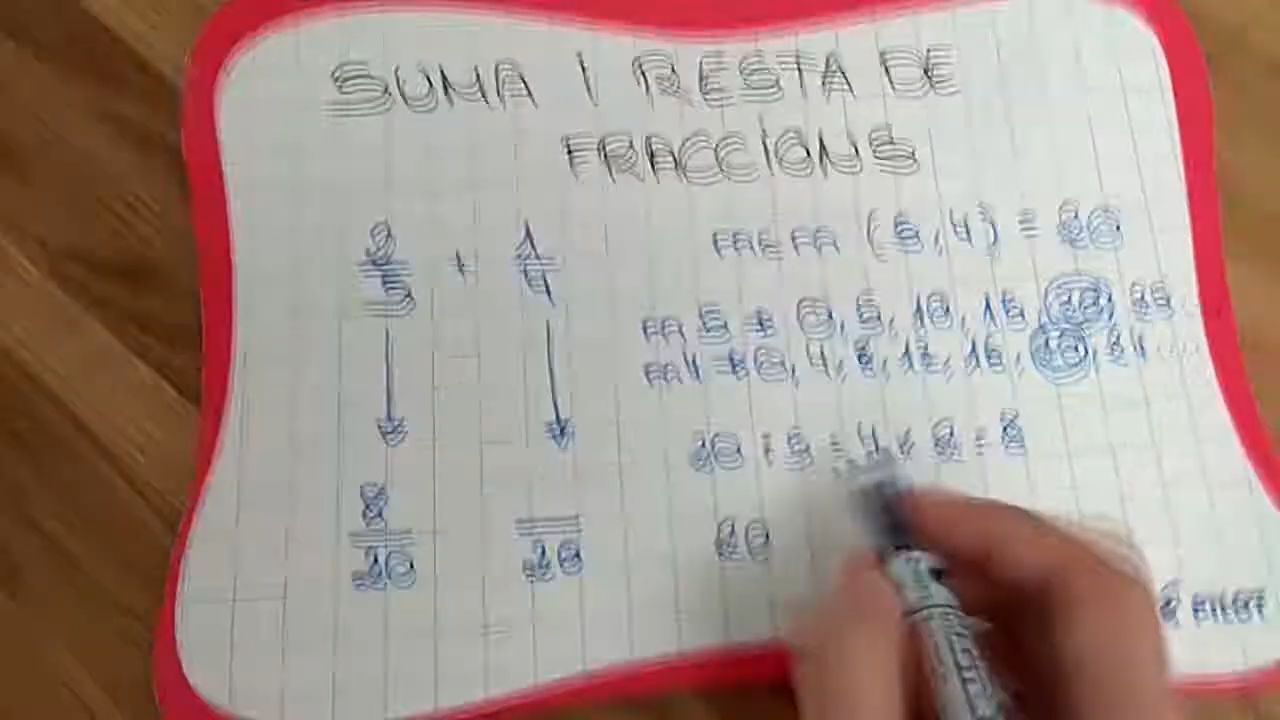 SUMA I RESTA DE
FRACCIONS
2/5 + 1/4
(5, 4) = 20
5 = 0, 5, 10, 15, 20, 25...
4 = 0, 4, 8, 12, 16, 20, 24...
20 : 5 = 4 x 2 = 8
8/20
/20
20